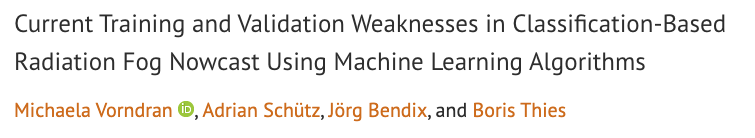 Current Training and Validation Weaknesses in Classification-Based
Radiation Fog Nowcast Using Machine Learning Algorithms
Michaela Vorndran iD, Adrian Schütz, Jörg Bendix, and Boris Thies